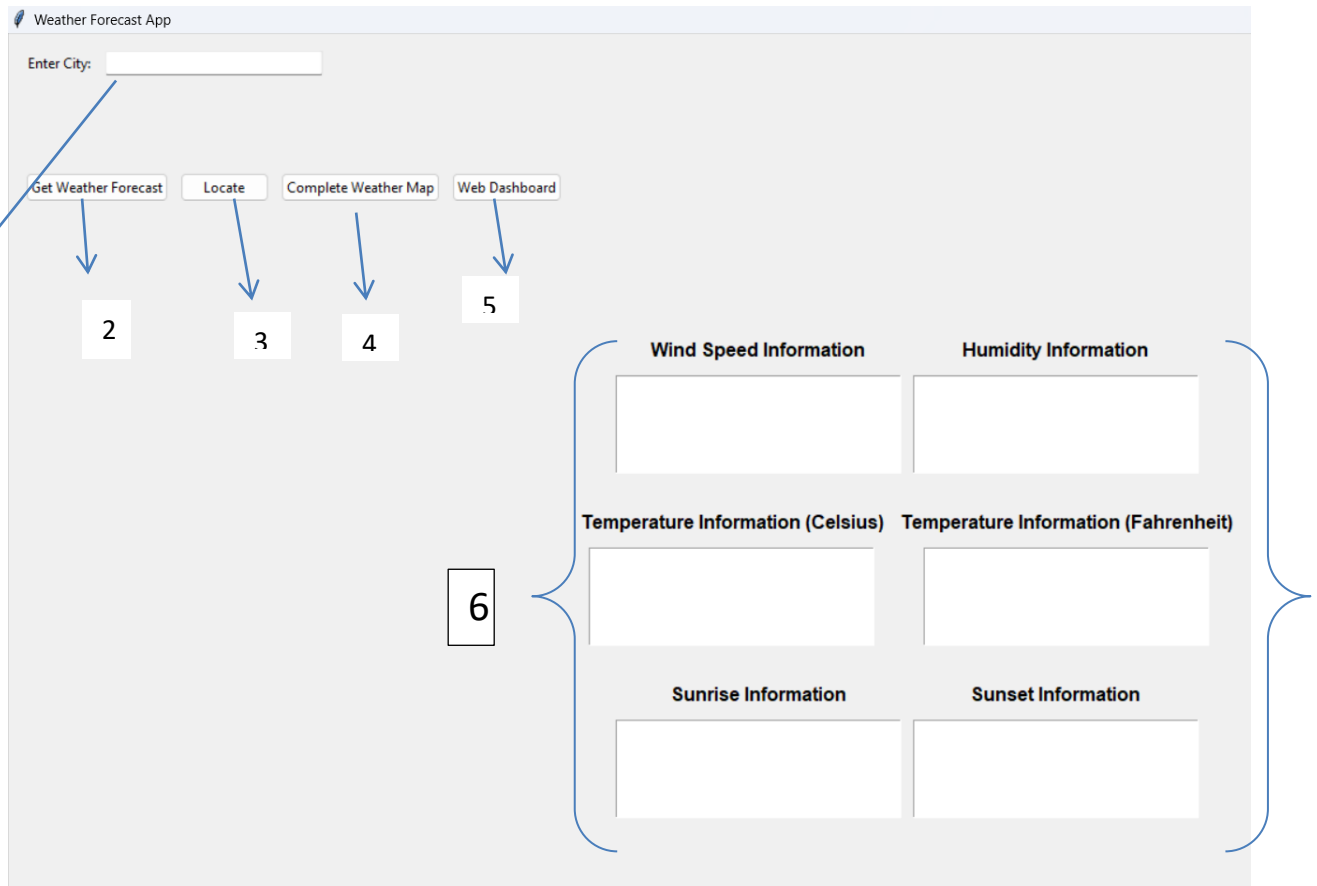 Weather Forecast App
Enter City:
Get Weather Forecast Locate Complete Weather Map Web Dashboard
2 3 4 5
Wind Speed Information Humidity Information
Temperature Information (Celsius) Temperature Information (Fahrenheit)
6
Sunrise Information Sunset Information